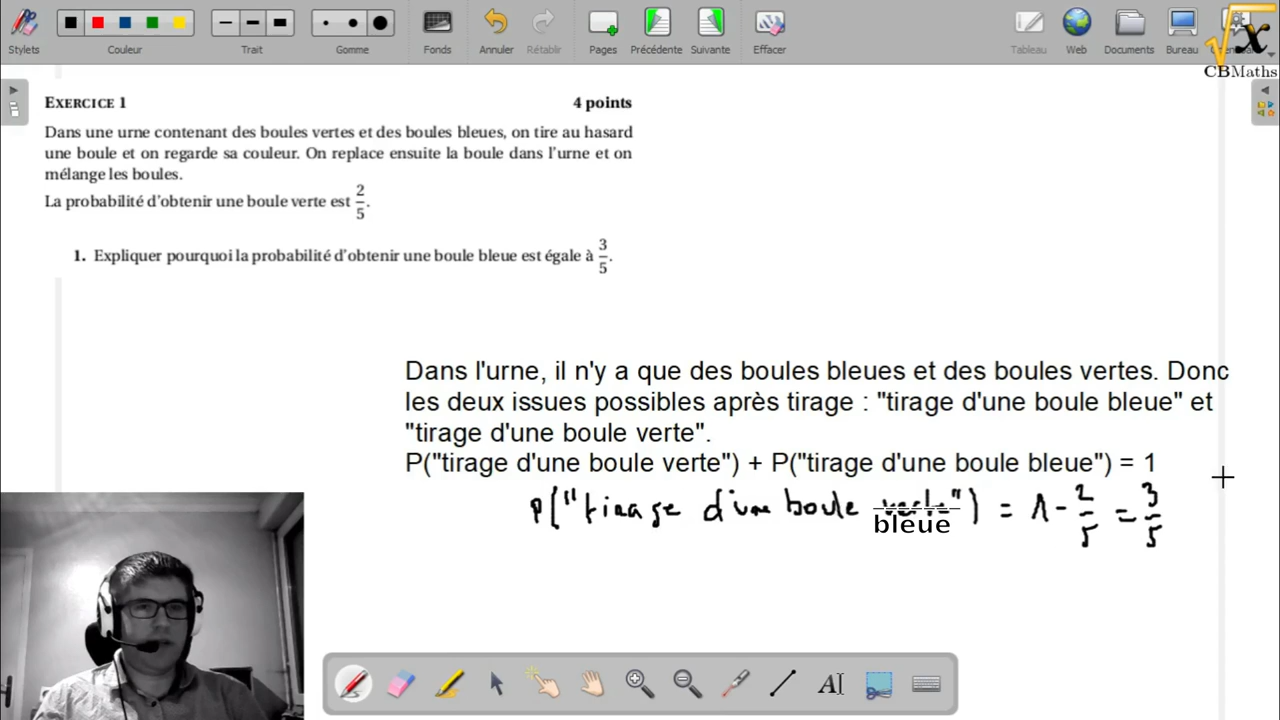 Stylets
Couleur
Trait
Gomme
Fonds
Annuler
Rétablir
Pages
Précédente
Suivante
Effacer
Tableau
Web
Documents
Bureau
CBMaths
EXERCICE 1 4 points
Dans une urne contenant des boules vertes et des boules bleues, on tire au hasard
une boule et on regarde sa couleur. On replace ensuite la boule dans l'urne et on
mélange les boules.
La probabilité d'obtenir une boule verte est 2/5.
1. Expliquer pourquoi la probabilité d'obtenir une boule bleue est égale à 3/5.
Dans l'urne, il n'y a que des boules bleues et des boules vertes. Donc
les deux issues possibles après tirage : "tirage d'une boule bleue" et
"tirage d'une boule verte".
P("tirage d'une boule verte") + P("tirage d'une boule bleue") = 1
P("tirage d'une boule verte") = 1 - 2/5 = 3/5
bleue